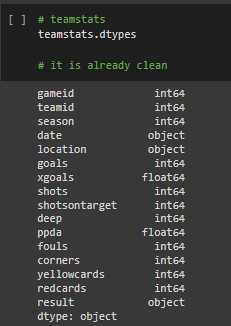 [ ] # teamstats
teamstats.dtypes
# it is already clean
gameid int64
teamid int64
season int64
date object
location object
goals int64
xgoals float64
shots int64
shotsontarget int64
deep int64
ppda float64
fouls int64
corners int64
yellowcards int64
redcards int64
result object
dtype: object